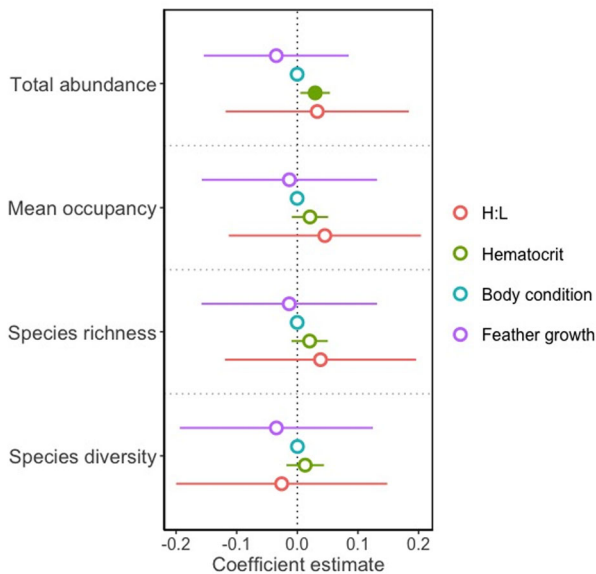 Total abundance
Mean occupancy
Species richness
Species diversity
H:L
Hematocrit
Body condition
Feather growth
-0.2 -0.1 0.0 0.1 0.2
Coefficient estimate